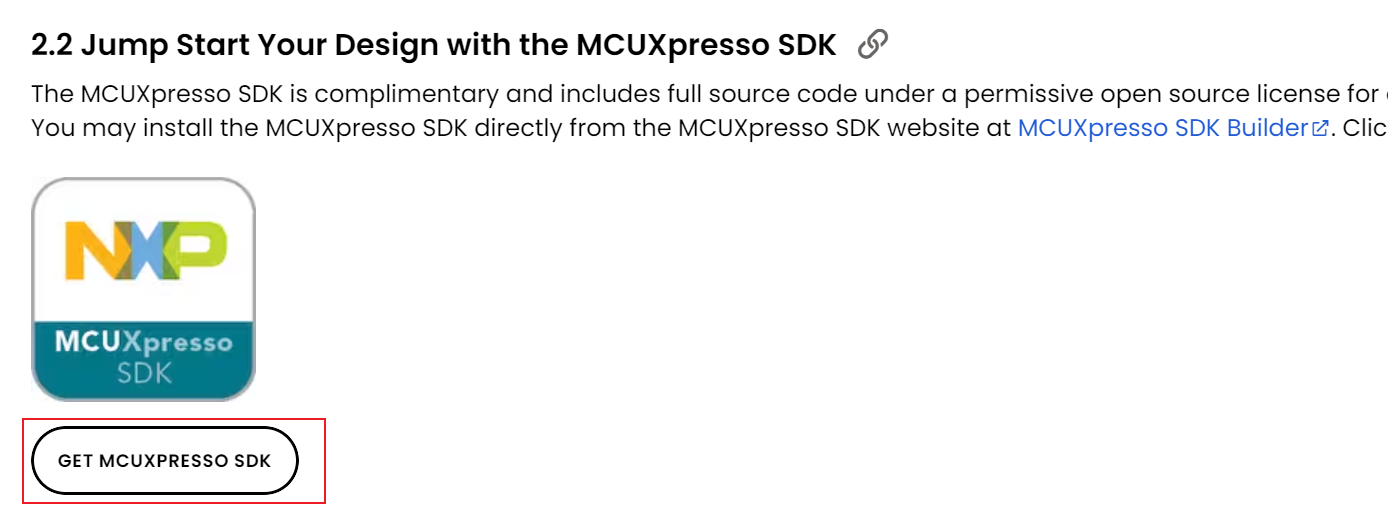 2.2 Jump Start Your Design with the MCUXpresso SDK
The MCUXpresso SDK is complimentary and includes full source code under a permissive open source license for
You may install the MCUXpresso SDK directly from the MCUXpresso SDK website at MCUXpresso SDK Builder. Clic
NXP
MCUXpresso
SDK
GET MCUXPRESSO SDK